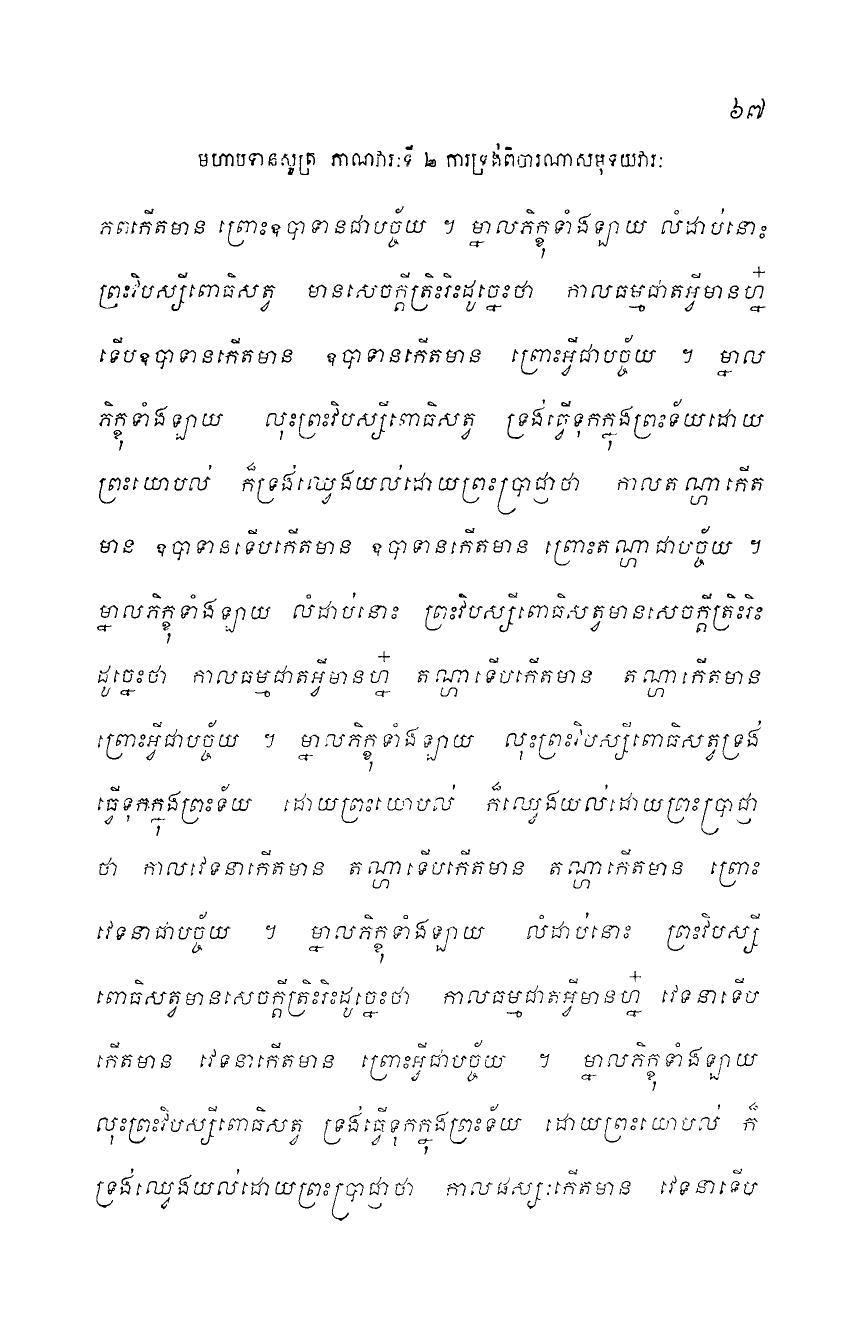 ៦៧
មហាបទានសូត្រ ភាណវារៈទី ២ ការទ្រង់ពិចារណាសមុទយវារៈ
ភពកើតមាន ព្រោះឧបាទានជាបច្ច័យ ។ ម្នាលភិក្ខុទាំងឡាយ លំដាប់នោះ
ព្រះវិបស្សីពោធិសត្វ មានសេចក្តីត្រិះរិះដូច្នេះថា កាលធម្មជាតអ្វីមានហ្ន៎
ទើបឧបាទានកើតមាន ឧបាទានកើតមាន ព្រោះអ្វីជាបច្ច័យ ។ ម្នាល
ភិក្ខុទាំងឡាយ លុះព្រះវិបស្សីពោធិសត្វ ទ្រង់ធ្វើទុកក្នុងព្រះទ័យដោយ
ព្រះយោបល់ ក៏ទ្រង់ឈ្វេងយល់ដោយព្រះប្រាជ្ញាថា កាលតណ្ហាកើត
មាន ឧបាទានទើបកើតមាន ឧបាទានកើតមាន ព្រោះតណ្ហាជាបច្ច័យ ។
ម្នាលភិក្ខុទាំងឡាយ លំដាប់នោះ ព្រះវិបស្សីពោធិសត្វមានសេចក្តីត្រិះរិះ
ដូច្នេះថា កាលធម្មជាតអ្វីមានហ្ន៎ តណ្ហាទើបកើតមាន តណ្ហាកើតមាន
ព្រោះអ្វីជាបច្ច័យ ។ ម្នាលភិក្ខុទាំងឡាយ លុះព្រះវិបស្សីពោធិសត្វទ្រង់
ធ្វើទុកក្នុងព្រះទ័យ ដោយព្រះយោបល់ ក៏ឈ្វេងយល់ដោយព្រះប្រាជ្ញា
ថា កាលវេទនាកើតមាន តណ្ហាទើបកើតមាន តណ្ហាកើតមាន ព្រោះ
វេទនាជាបច្ច័យ ។ ម្នាលភិក្ខុទាំងឡាយ លំដាប់នោះ ព្រះវិបស្សី
ពោធិសត្វមានសេចក្តីត្រិះរិះដូច្នេះថា កាលធម្មជាតអ្វីមានហ្ន៎ វេទនាទើប
កើតមាន វេទនាកើតមាន ព្រោះអ្វីជាបច្ច័យ ។ ម្នាលភិក្ខុទាំងឡាយ
លុះព្រះវិបស្សីពោធិសត្វ ទ្រង់ធ្វើទុកក្នុងព្រះទ័យ ដោយព្រះយោបល់ ក៏
ទ្រង់ឈ្វេងយល់ដោយព្រះប្រាជ្ញាថា កាលផស្សៈកើតមាន វេទនាទើប